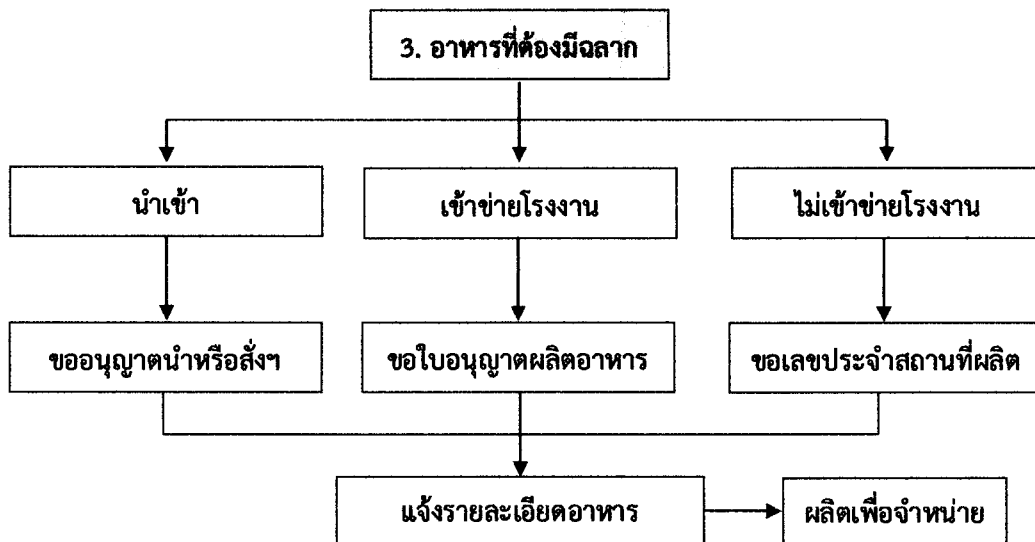 3. อาหารที่ต้องมีฉลาก
นำเข้า
เข้าข่ายโรงงาน
ไม่เข้าข่ายโรงงาน
ขออนุญาตนำหรือสั่งฯ
ขอใบอนุญาตผลิตอาหาร
ขอเลขประจำสถานที่ผลิต
แจ้งรายละเอียดอาหาร
ผลิตเพื่อจำหน่าย